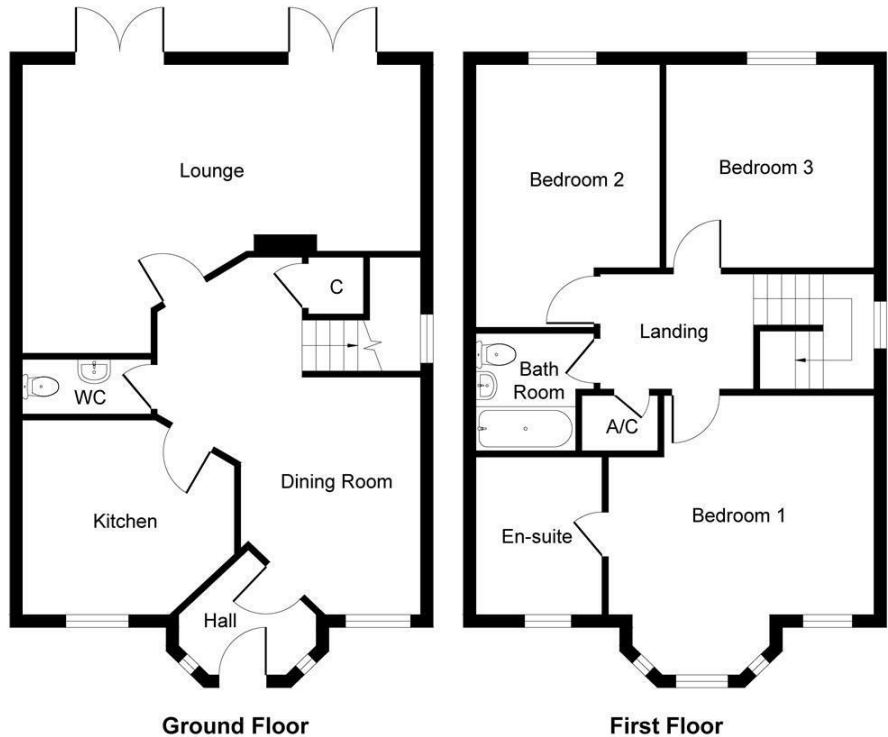 Lounge
C
WC
Dining Room
Kitchen
Hall
Ground Floor
Bedroom 2
Bedroom 3
Landing
Bath
Room
A/C
Bedroom 1
En-suite
First Floor